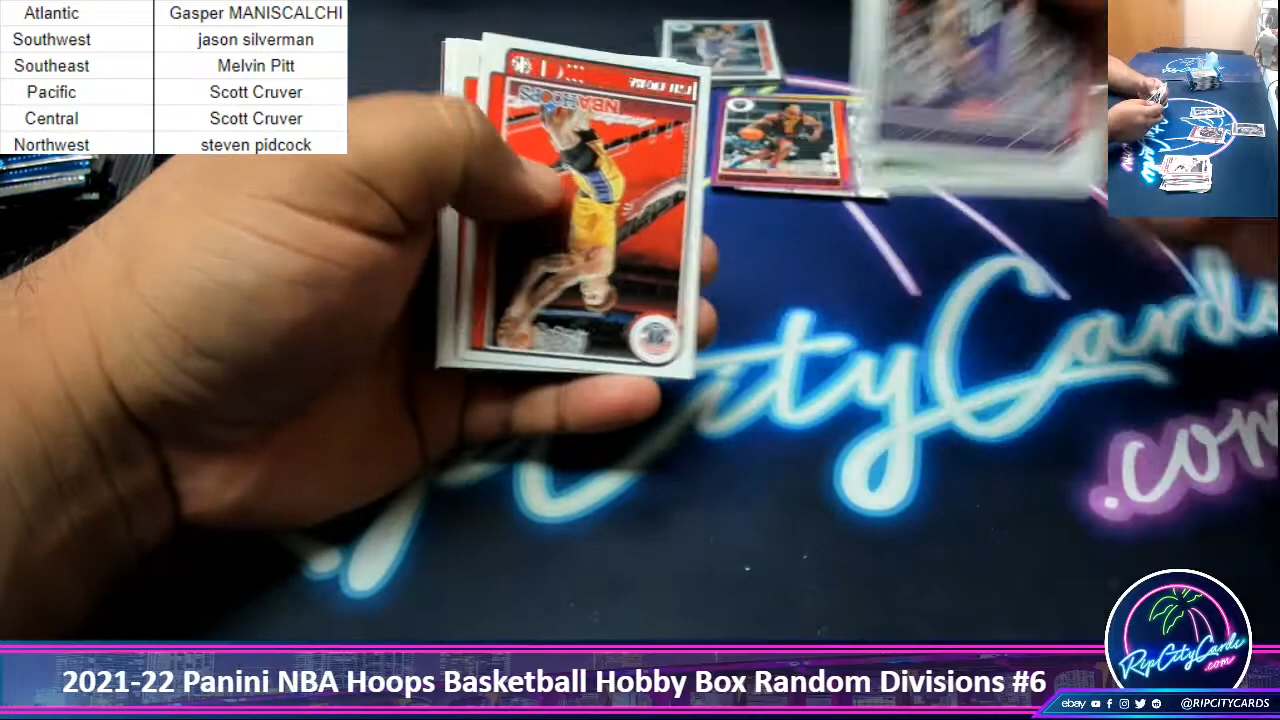 Atlantic Gasper MANISCALCHI
Southwest jason silverman
Southeast Melvin Pitt
Pacific Scott Cruver
Central Scott Cruver
Northwest steven pidcock
NBA HOOPS
ityCards
.com
RipCityCards
.com
2021-22 Panini NBA Hoops Basketball Hobby Box Random Divisions #6
ebay @RIPCITYCARDS